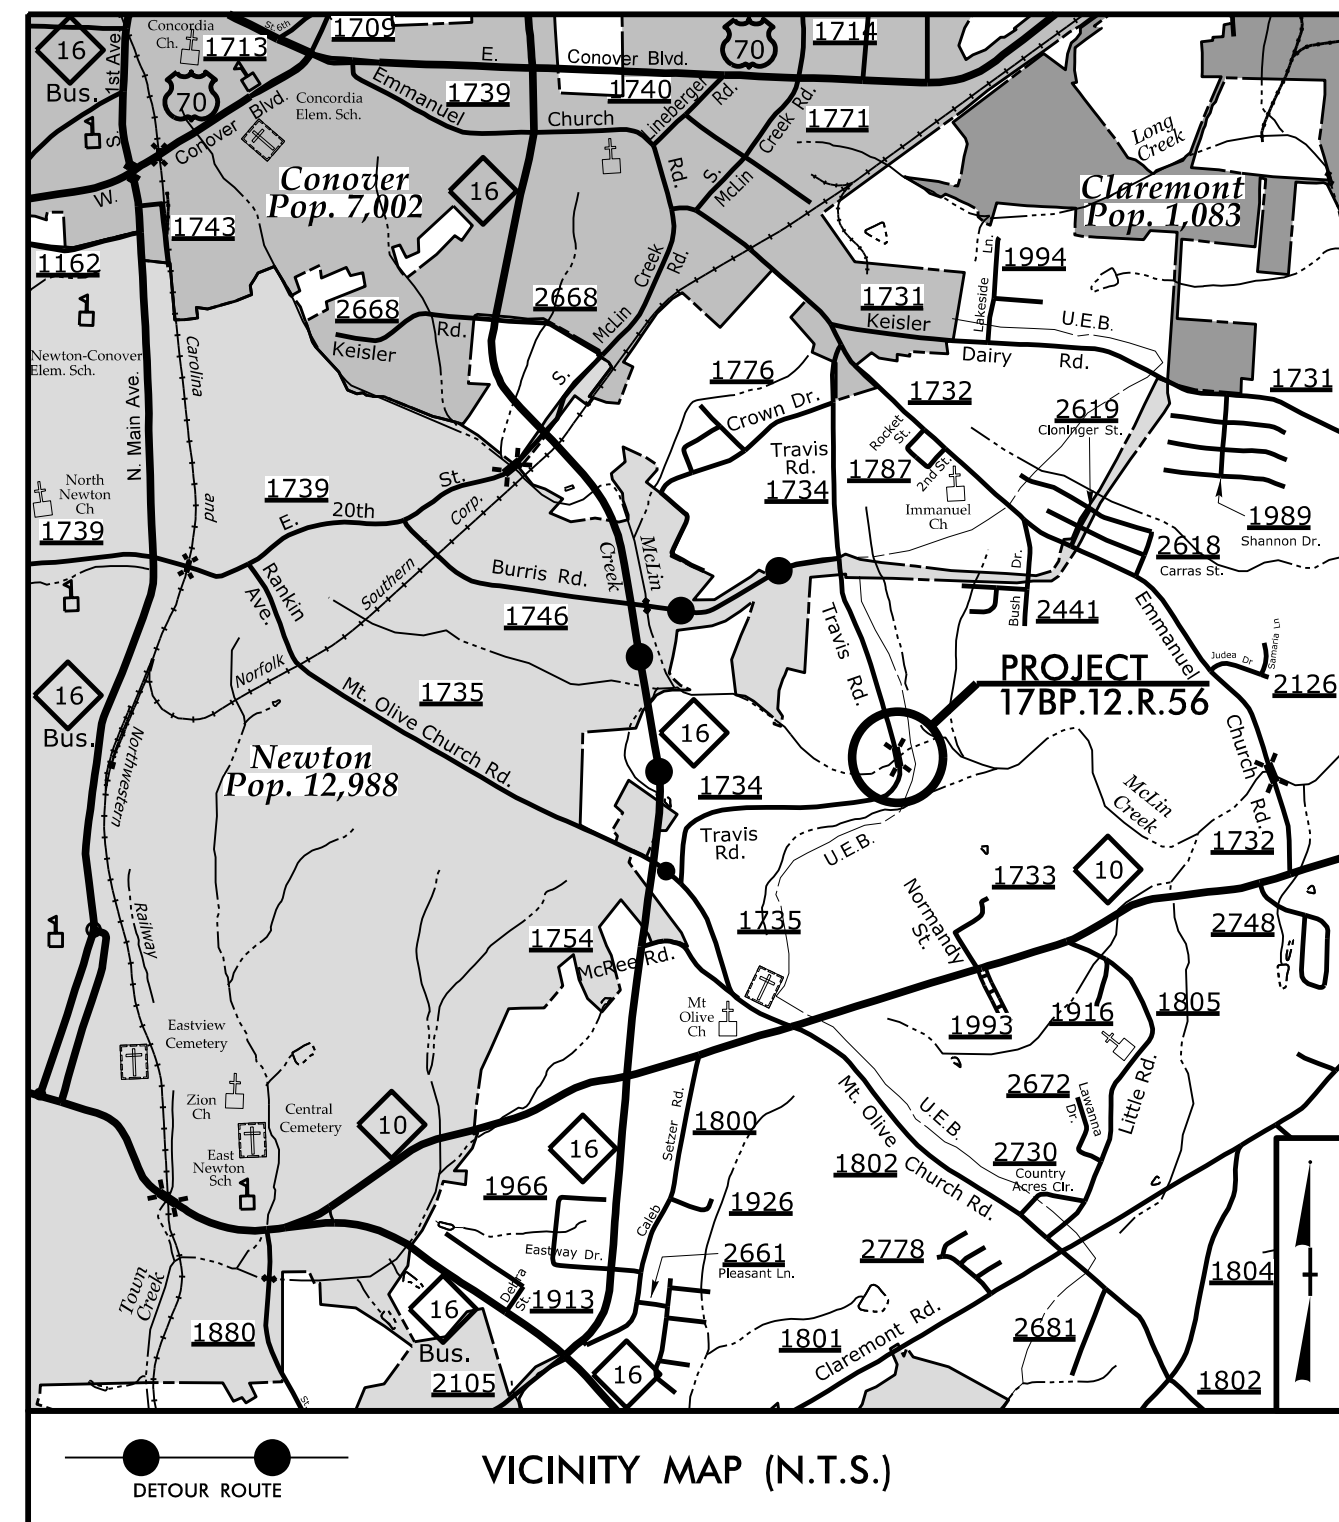 Concordia
Ch.
1713
1709
St. 6th
E. Conover Blvd.
70
1714
16
Bus.
S. 1st Ave.
70
W. Conover Blvd.
Concordia
Elem. Sch.
Emmanuel Church Rd.
1739
1740
Lineberger
Rd.
S. McLin
Creek Rd.
1771
Long
Creek
Conover
Pop. 7,002
16
Claremont
Pop. 1,083
1743
1162
1994
Lakeside Ln.
2668
Keisler Rd.
2668
S. McLin Creek Rd.
1731
Keisler
Dairy Rd.
U.E.B.
Newton-Conover
Elem. Sch.
N. Main Ave.
Carolina
and
Northwestern
Railway
1776
Crown Dr.
1732
1731
2619
Cloninger St.
Rocket
St.
Travis
Rd.
1734
1787
2nd St.
Immanuel
Ch
North
Newton
Ch
1739
1739
E. 20th St.
Norfolk Southern Corp.
1989
Shannon Dr.
2618
Carras St.
McLin
Creek
Burris Rd.
1746
Rankin
Ave.
Bush Dr.
2441
Emmanuel Church Rd.
Travis Rd.
Judea Dr
Samaria Ln
2126
PROJECT
17BP.12.R.56
16
Bus.
1735
Mt. Olive Church Rd.
16
Newton
Pop. 12,988
1734
Travis
Rd.
U.E.B.
McLin
Creek
1732
10
1733
Normandy
St.
1735
2748
1754
McRee Rd.
Mt
Olive
Ch
1993
1916
1805
Eastview
Cemetery
2672
Lawanna
Dr.
Little Rd.
Zion
Ch
Central
Cemetery
10
Setzer Rd.
1800
Mt. Olive Church Rd.
U.E.B.
16
1802
2730
Country
Acres Clr.
East
Newton
Sch
1966
1926
Caleb
Eastway Dr.
2661
Pleasant Ln.
2778
1804
Town
Creek
Debra
St.
1913
16
Bus.
1880
St.
1801
Claremont Rd.
2681
16
2105
1802
DETOUR ROUTE
VICINITY MAP (N.T.S.)